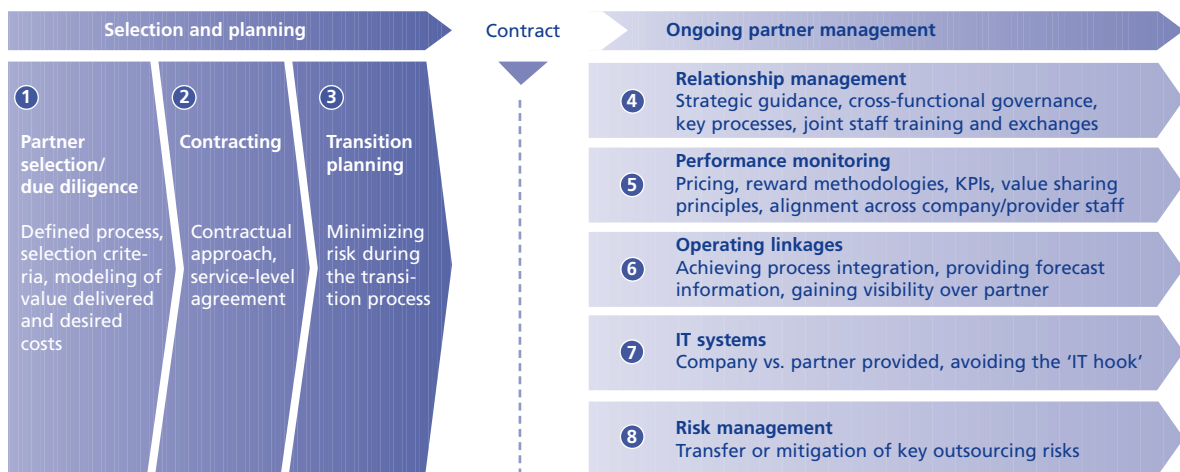 Selection and planning
Contract
Ongoing partner management
1
Partner
selection/
due diligence
Defined process,
selection crite-
ria, modeling of
value delivered
and desired
costs
2
Contracting
Contractual
approach,
service-level
agreement
3
Transition
planning
Minimizing
risk during
the transi-
tion process
4
Relationship management
Strategic guidance, cross-functional governance,
key processes, joint staff training and exchanges
5
Performance monitoring
Pricing, reward methodologies, KPIs, value sharing
principles, alignment across company/provider staff
6
Operating linkages
Achieving process integration, providing forecast
information, gaining visibility over partner
7
IT systems
Company vs. partner provided, avoiding the ‘IT hook’
8
Risk management
Transfer or mitigation of key outsourcing risks